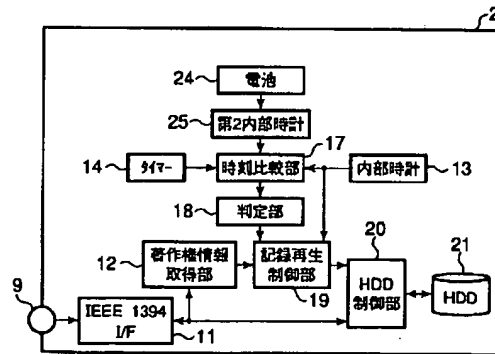 2
24
電池
25
第2内部時計
17
14
タイマー
時刻比較部
内部時計
13
18
判定部
20
12
著作権情報
取得部
記録再生
制御部
19
HDD
制御部
21
HDD
9
IEEE 1394
I/F
11